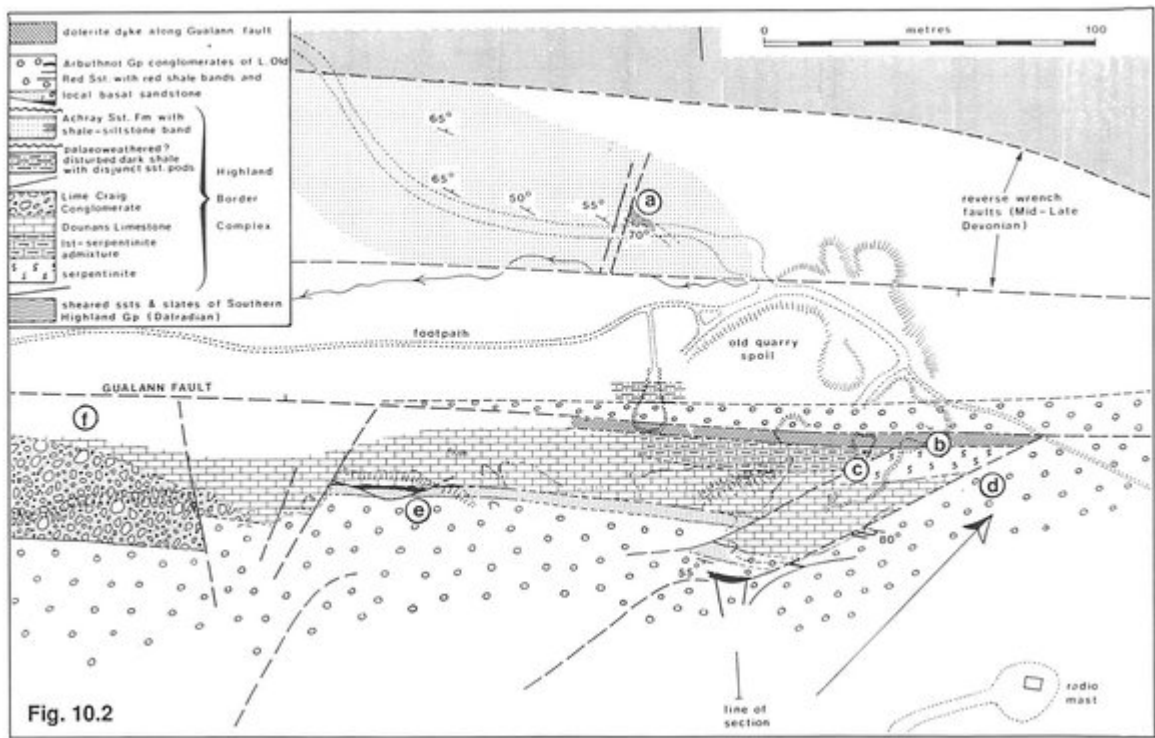 dolerite dyke along Gualann fault
Arbuthnot Gp conglomerates of L. Old
Red Sst. with red shale bands and
local basal sandstone
Achray Sst. Fm with
shale-siltstone band
palaeoweathered?
disturbed dark shale
with disjunct sst. pods
Lime Craig
Conglomerate
Dounans Limestone
lst-serpentinite
admixture
serpentinite
sheared ssts & slates of Southern
Highland Gp (Dalradian)
Highland
Border
Complex
0 metres 100
65°
65°
50°
55°
a
70°
reverse wrench
faults (Mid-Late
Devonian)
footpath
old quarry
spoil
GUALANN FAULT
f
b
c
d
e
80°
55
line of
section
radio
mast
Fig. 10.2